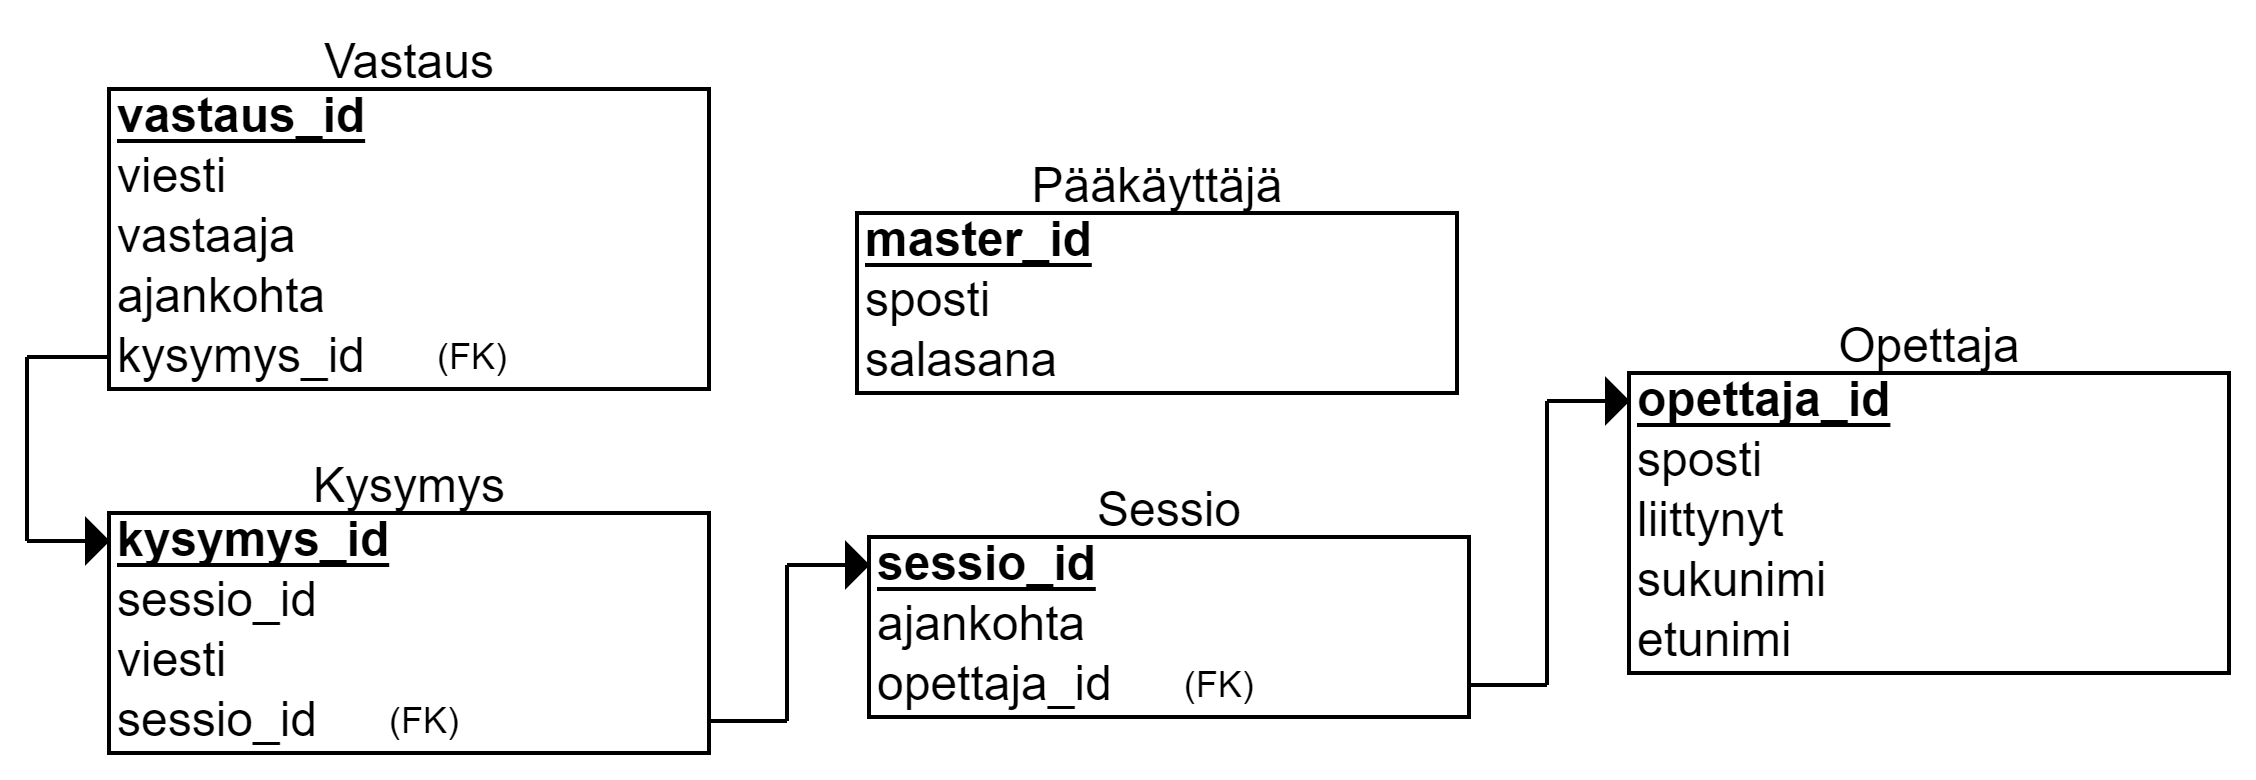 Vastaus
vastaus_id
viesti
vastaaja
ajankohta
kysymys_id (FK)
Pääkäyttäjä
master_id
sposti
salasana
Kysymys
kysymys_id
sessio_id
viesti
sessio_id (FK)
Sessio
sessio_id
ajankohta
opettaja_id (FK)
Opettaja
opettaja_id
sposti
liittynyt
sukunimi
etunimi